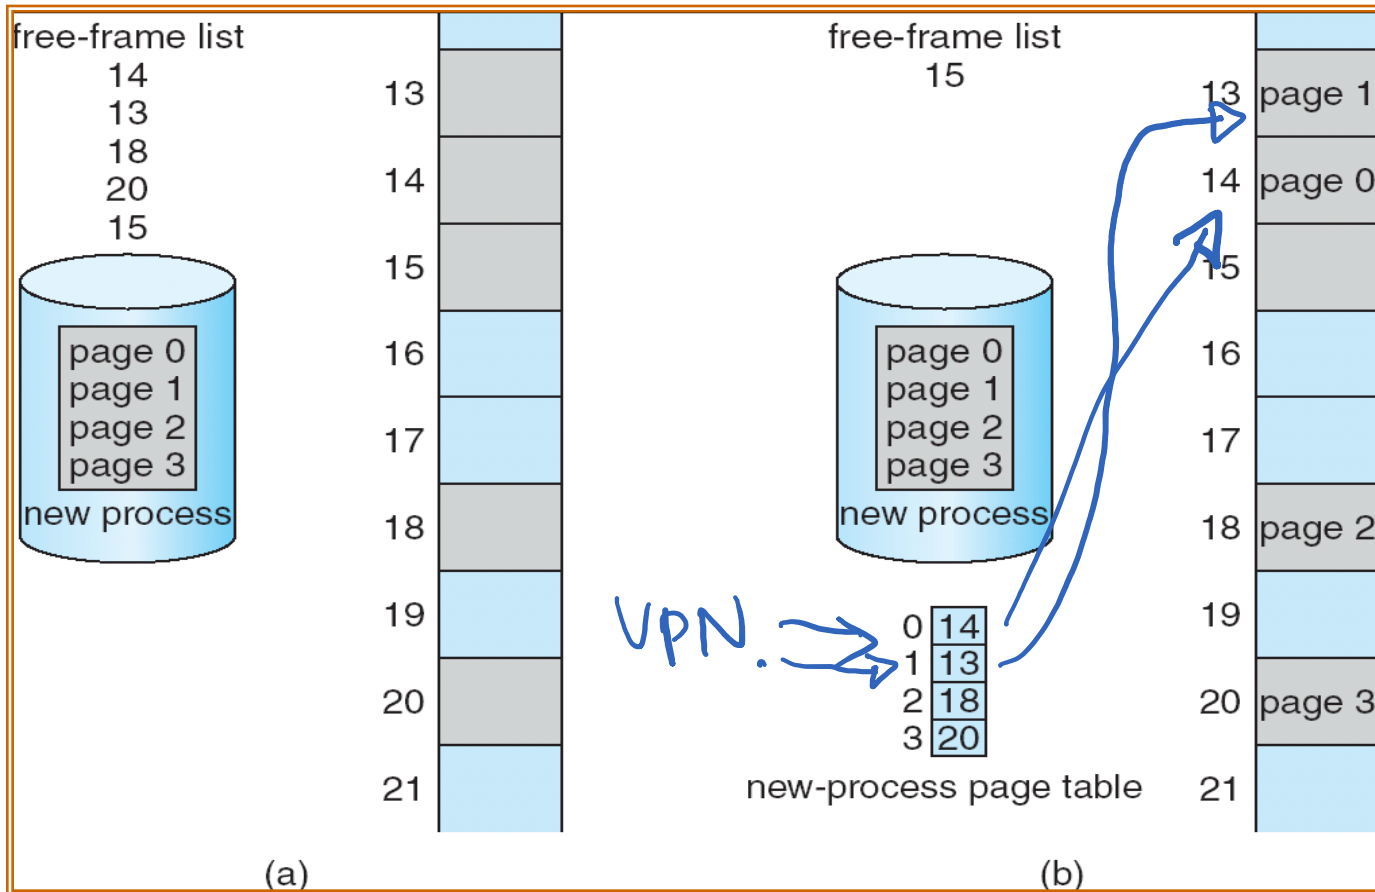 free-frame list
14
13
18
20
15
page 0
page 1
page 2
page 3
new process
13
14
15
16
17
18
19
20
21
(a)
free-frame list
15
page 0
page 1
page 2
page 3
new process
VPN.
0 14
1 13
2 18
3 20
new-process page table
13 page 1
14 page 0
15
16
17
18 page 2
19
20 page 3
21
(b)